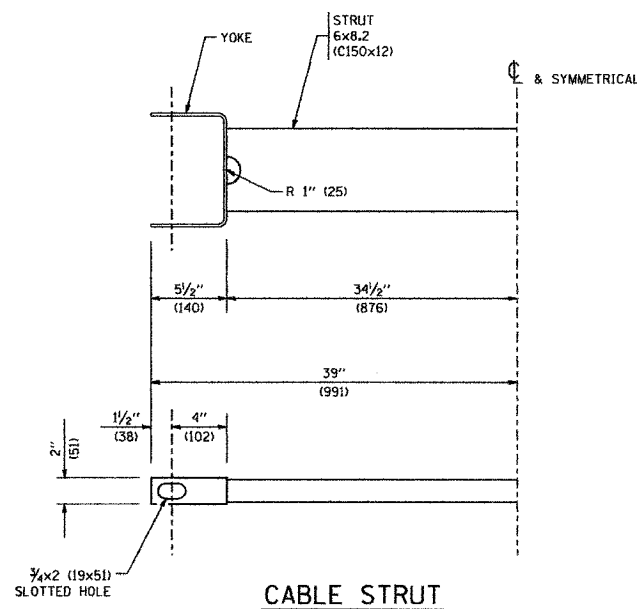 STRUT
6x8.2
(C150x12)
YOKE
℄ & SYMMETRICAL
R 1" (25)
5½" 34½"
(140) (876)
39"
(991)
1½" 4"
(38) (102)
2"
(51)
¾x2 (19x51)
SLOTTED HOLE
CABLE STRUT